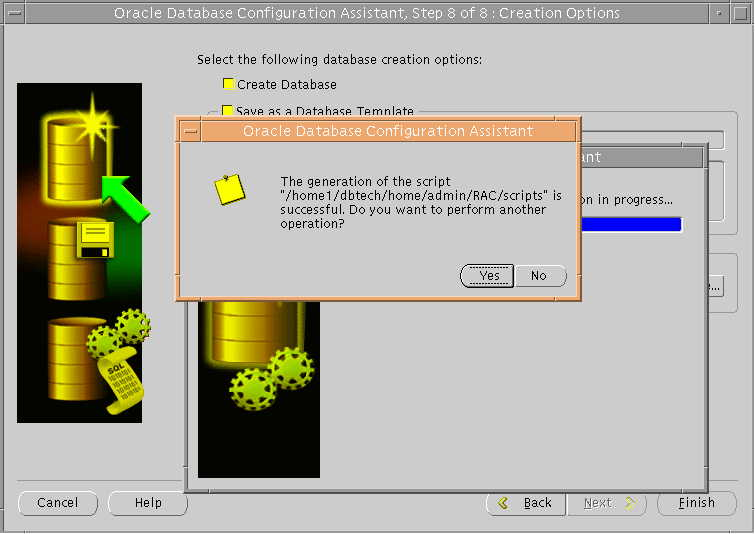 Oracle Database Configuration Assistant, Step 8 of 8 : Creation Options
Select the following database creation options:
Create Database
Save as a Database Template
Oracle Database Configuration Assistant
The generation of the script
"/home1/dbtech/home/admin/RAC/scripts" is
successful. Do you want to perform another
operation?
Yes
No
in progress...
SQL
Cancel
Help
Back
Next
Finish